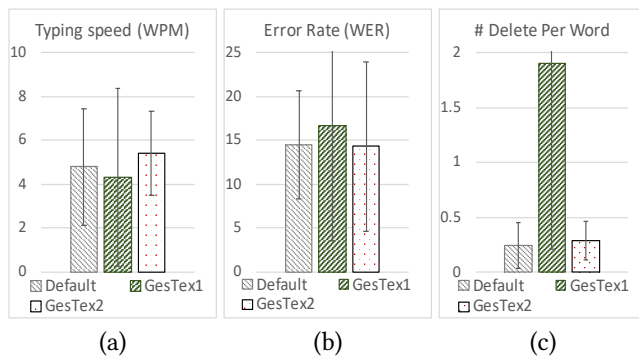 Typing speed (WPM)
10
8
6
4
2
0
Default GesTex1
GesTex2
(a)
Error Rate (WER)
25
20
15
10
5
0
Default GesTex1
GesTex2
(b)
# Delete Per Word
2
1.5
1
0.5
0
Default GesTex1
GesTex2
(c)